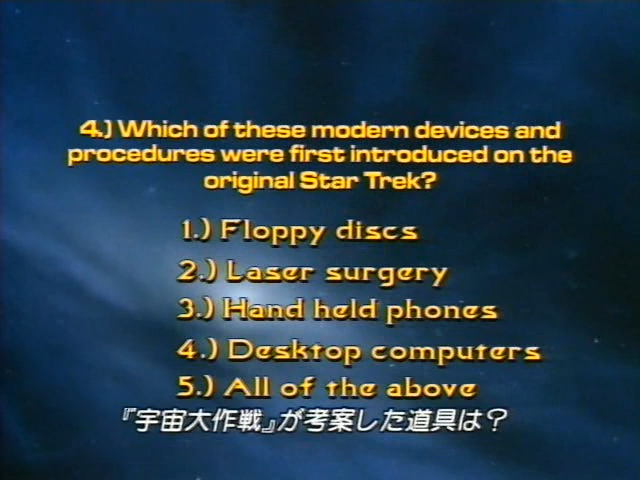 4.) Which of these modern devices and
procedures were first introduced on the
original Star Trek?
1.) Floppy discs
2.) Laser surgery
3.) Hand held phones
4.) Desktop computers
5.) All of the above
『宇宙大作戦』が考案した道具は?